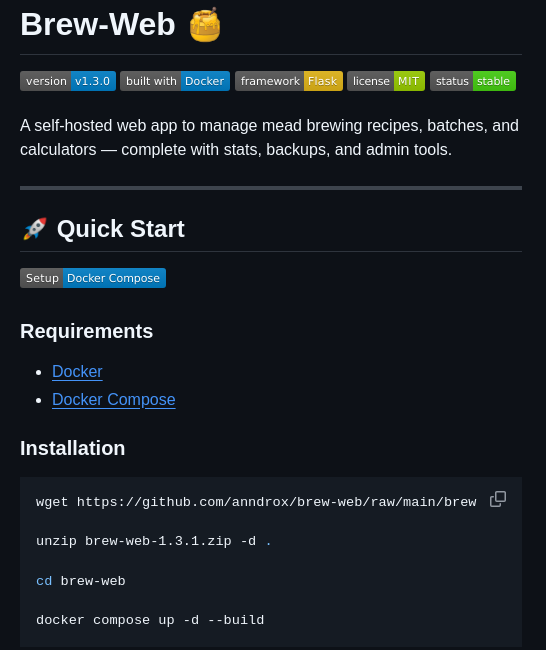 Brew-Web
version v1.3.0 built with Docker framework Flask license MIT status stable
A self-hosted web app to manage mead brewing recipes, batches, and
calculators — complete with stats, backups, and admin tools.
Quick Start
Setup Docker Compose
Requirements
• Docker
• Docker Compose
Installation
wget https://github.com/anndrox/brew-web/raw/main/brew
unzip brew-web-1.3.1.zip -d .
cd brew-web
docker compose up -d --build